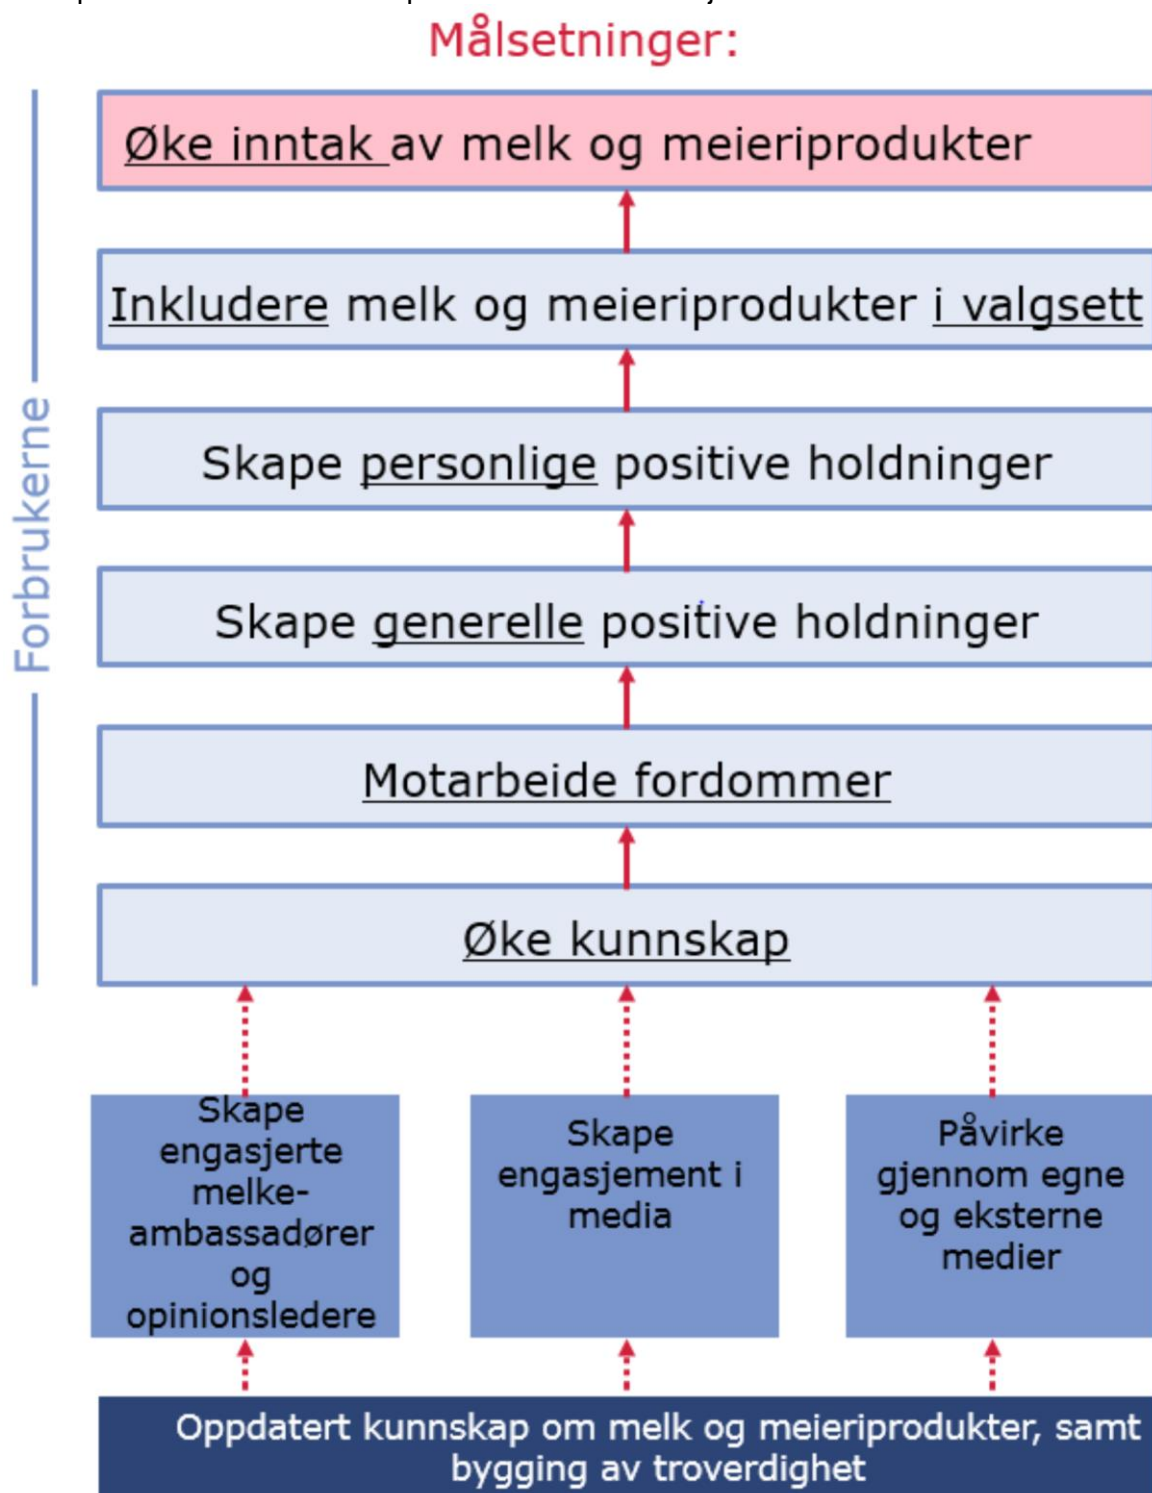 Målsetninger:
Øke inntak av melk og meieriprodukter
Inkludere melk og meieriprodukter i valgsett
Skape personlige positive holdninger
Skape generelle positive holdninger
Motarbeide fordommer
Øke kunnskap
Forbrukerne
Skape
engasjerte
melke-
ambassadører
og
opinionsledere
Skape
engasjement i
media
Påvirke
gjennom egne
og eksterne
medier
Oppdatert kunnskap om melk og meieriprodukter, samt
bygging av troverdighet